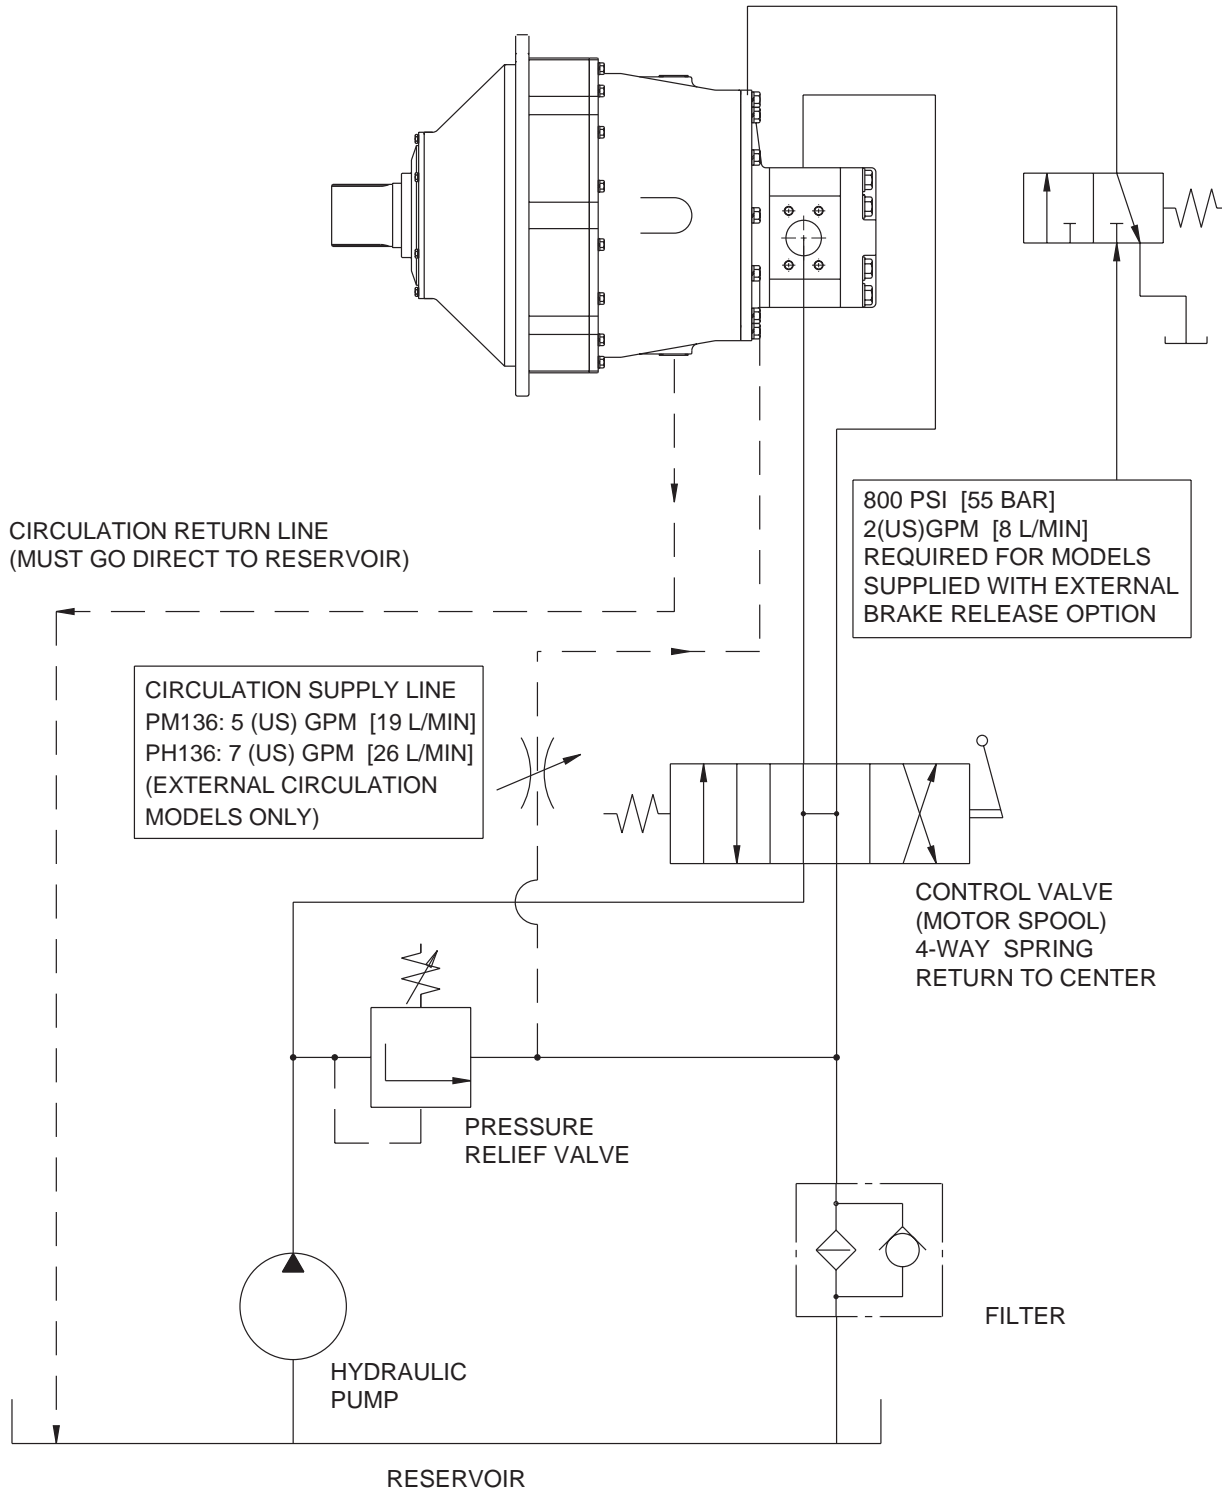 800 PSI [55 BAR]
2(US)GPM [8 L/MIN]
REQUIRED FOR MODELS
SUPPLIED WITH EXTERNAL
BRAKE RELEASE OPTION
CIRCULATION RETURN LINE
(MUST GO DIRECT TO RESERVOIR)
CIRCULATION SUPPLY LINE
PM136: 5 (US) GPM [19 L/MIN]
PH136: 7 (US) GPM [26 L/MIN]
(EXTERNAL CIRCULATION
MODELS ONLY)
CONTROL VALVE
(MOTOR SPOOL)
4-WAY SPRING
RETURN TO CENTER
PRESSURE
RELIEF VALVE
FILTER
HYDRAULIC
PUMP
RESERVOIR